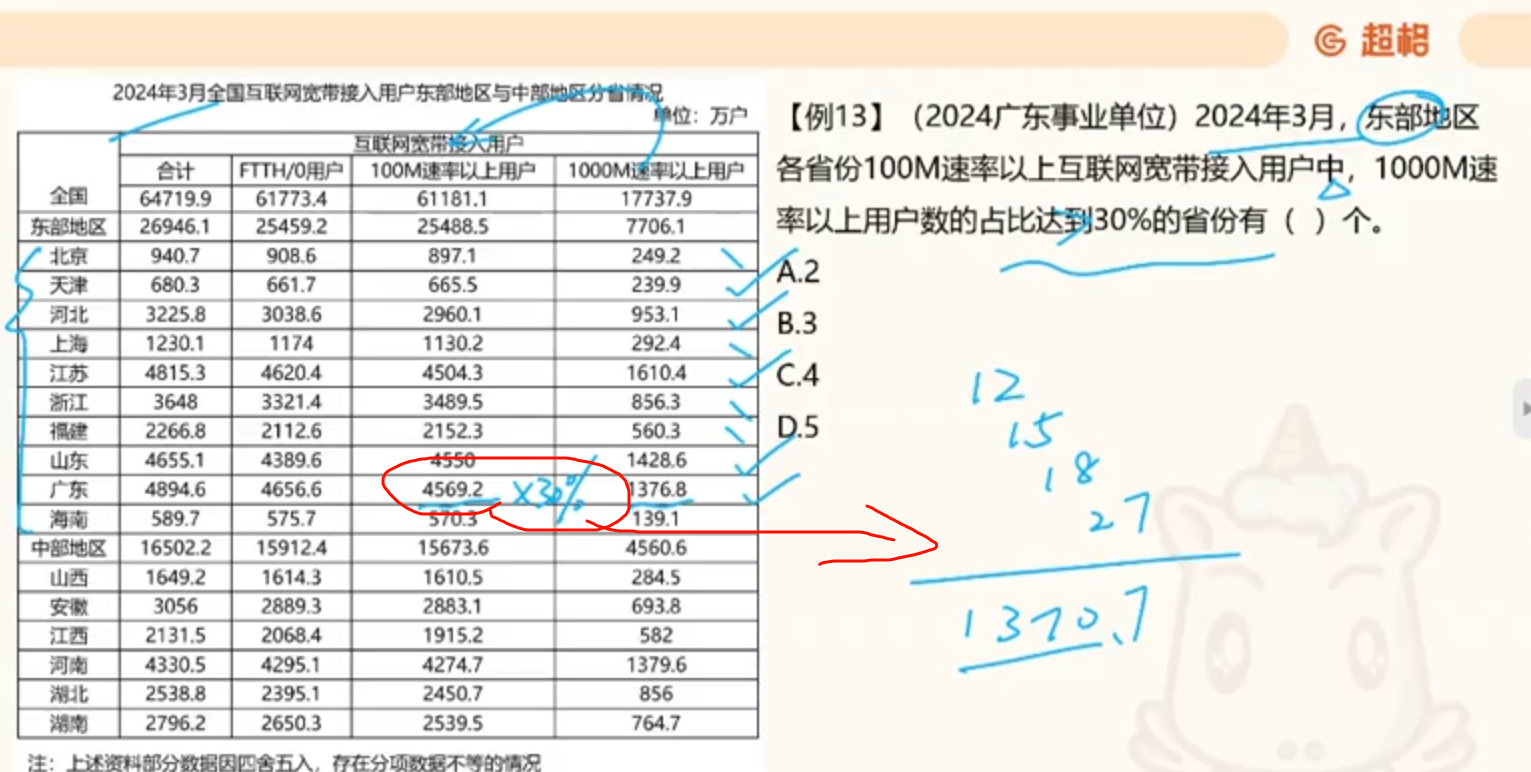 超格
2024年3月全国互联网宽带接入用户东部地区与中部地区分省情况
单位：万户
互联网宽带接入用户
合计 FTTH/0用户 100M速率以上用户 1000M速率以上用户
全国 64719.9 61773.4 61181.1 17737.9
东部地区 26946.1 25459.2 25488.5 7706.1
北京 940.7 908.6 897.1 249.2
天津 680.3 661.7 665.5 239.9
河北 3225.8 3038.6 2960.1 953.1
上海 1230.1 1174 1130.2 292.4
江苏 4815.3 4620.4 4504.3 1610.4
浙江 3648 3321.4 3489.5 856.3
福建 2266.8 2112.6 2152.3 560.3
山东 4655.1 4389.6 4550 1428.6
广东 4894.6 4656.6 4569.2 ×30% 1376.8
海南 589.7 575.7 570.3 139.1
中部地区 16502.2 15912.4 15673.6 4560.6
山西 1649.2 1614.3 1610.5 284.5
安徽 3056 2889.3 2883.1 693.8
江西 2131.5 2068.4 1915.2 582
河南 4330.5 4295.1 4274.7 1379.6
湖北 2538.8 2395.1 2450.7 856
湖南 2796.2 2650.3 2539.5 764.7
注：上述资料部分数据因四舍五入，存在分项数据不等的情况
【例13】（2024广东事业单位）2024年3月，东部地区
各省份100M速率以上互联网宽带接入用户中，1000M速
率以上用户数的占比达到30%的省份有（ ）个。
A.2
B.3
C.4
D.5
12
15
18
27
1370.7